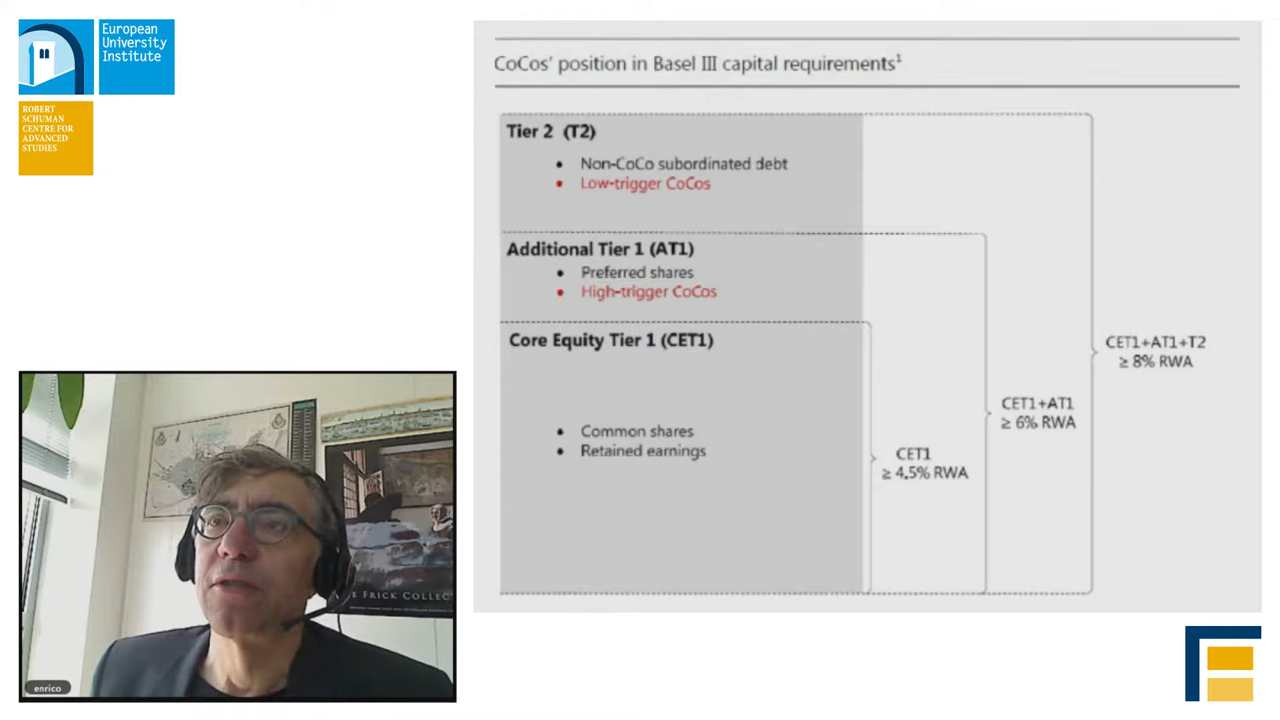 European
University
Institute
ROBERT
SCHUMAN
CENTRE FOR
ADVANCED
STUDIES
CoCos' position in Basel III capital requirements¹
Tier 2 (T2)
• Non-CoCo subordinated debt
• Low-trigger CoCos
Additional Tier 1 (AT1)
• Preferred shares
• High-trigger CoCos
Core Equity Tier 1 (CET1)
• Common shares
• Retained earnings
CET1
≥ 4,5% RWA
CET1+AT1
≥ 6% RWA
CET1+AT1+T2
≥ 8% RWA
FRICK COLLEC
enrico